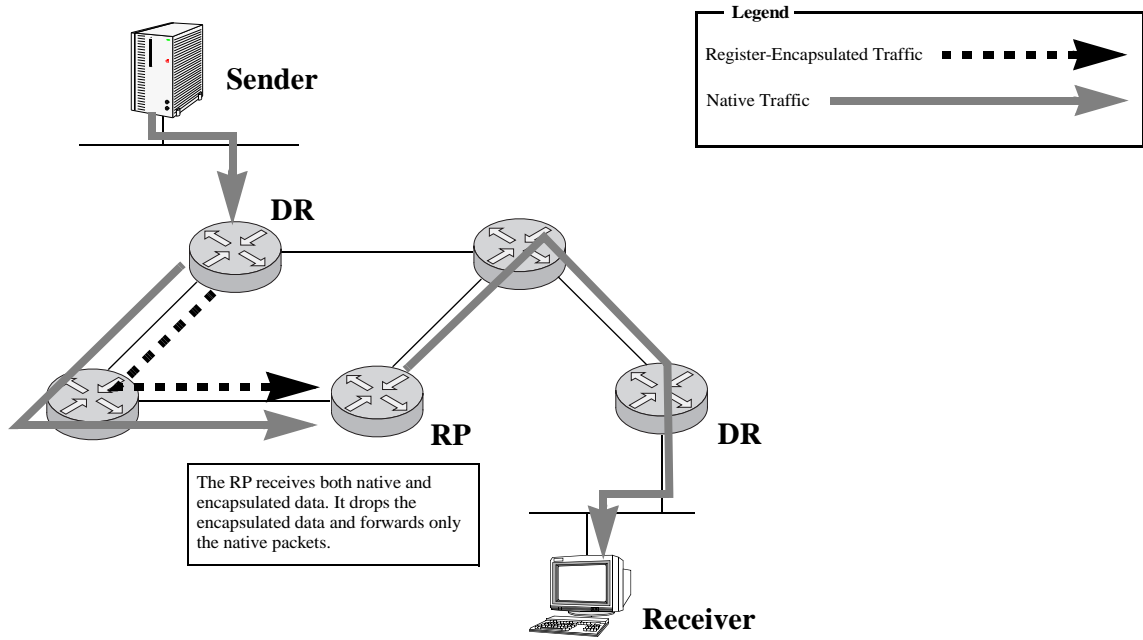 Legend
Register-Encapsulated Traffic
Native Traffic
Sender
DR
RP
DR
The RP receives both native and
encapsulated data. It drops the
encapsulated data and forwards only
the native packets.
Receiver